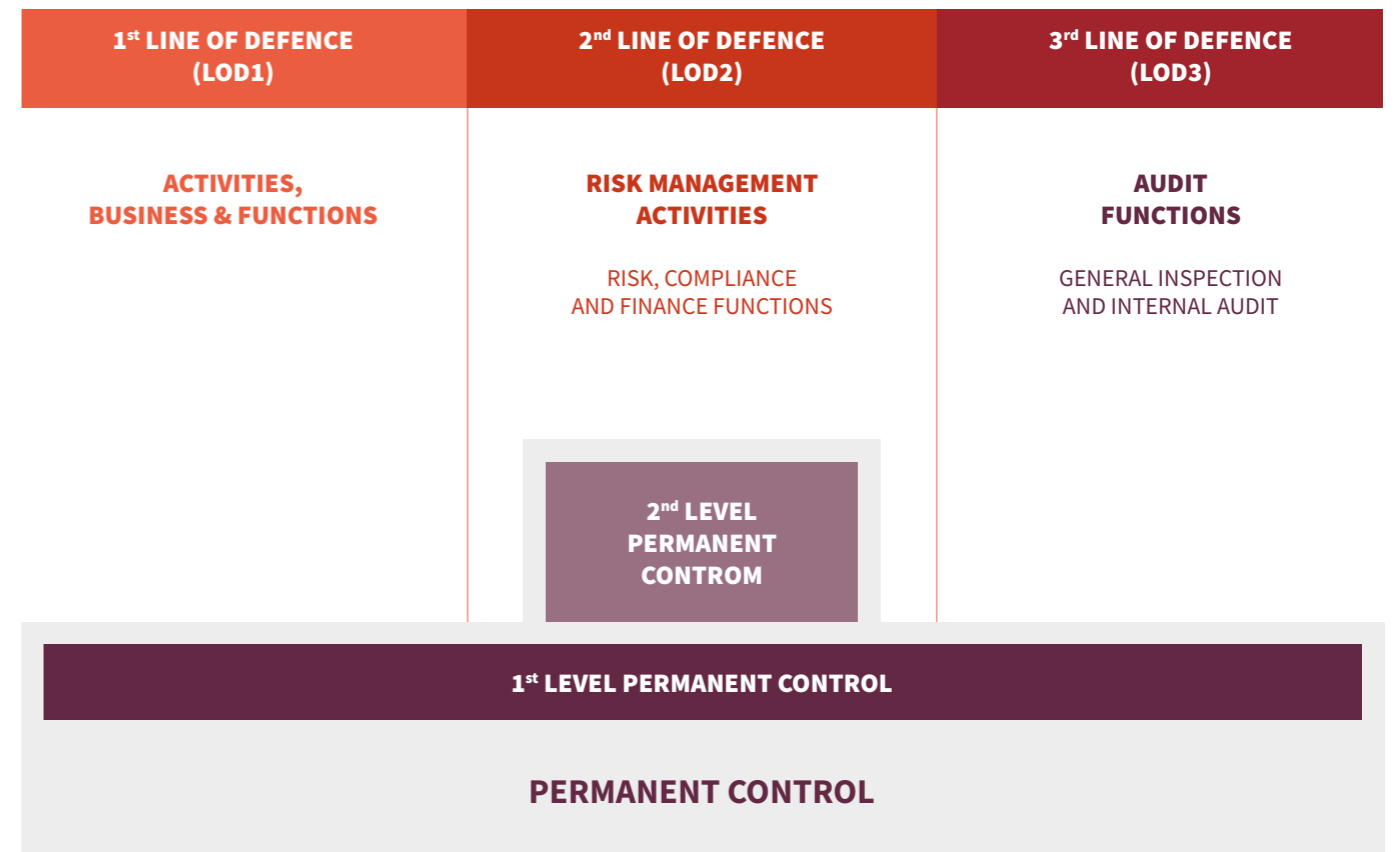 1st LINE OF DEFENCE
(LOD1)
2nd LINE OF DEFENCE
(LOD2)
3rd LINE OF DEFENCE
(LOD3)
ACTIVITIES,
BUSINESS & FUNCTIONS
RISK MANAGEMENT
ACTIVITIES
RISK, COMPLIANCE
AND FINANCE FUNCTIONS
AUDIT
FUNCTIONS
GENERAL INSPECTION
AND INTERNAL AUDIT
2nd LEVEL
PERMANENT
CONTROM
1st LEVEL PERMANENT CONTROL
PERMANENT CONTROL